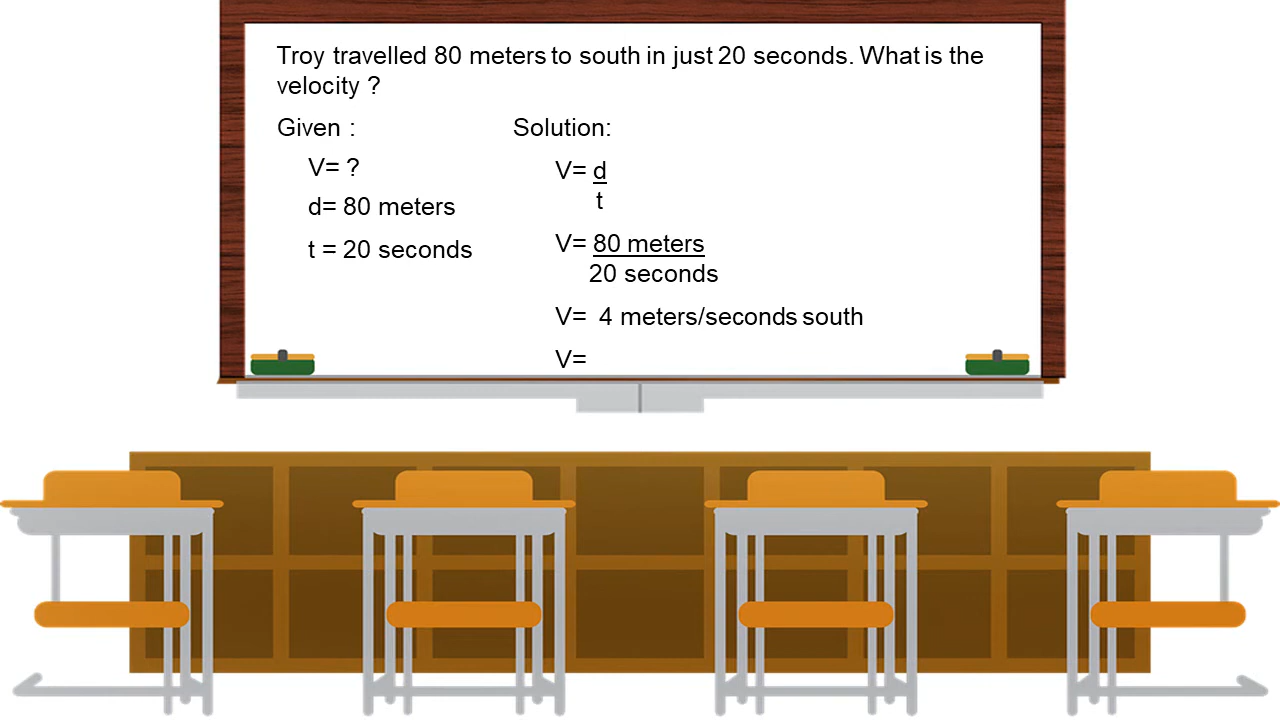 Troy travelled 80 meters to south in just 20 seconds. What is the
velocity ?
Given :
V= ?
d= 80 meters
t = 20 seconds
Solution:
V= d
t
V= 80 meters
20 seconds
V= 4 meters/seconds south
V=